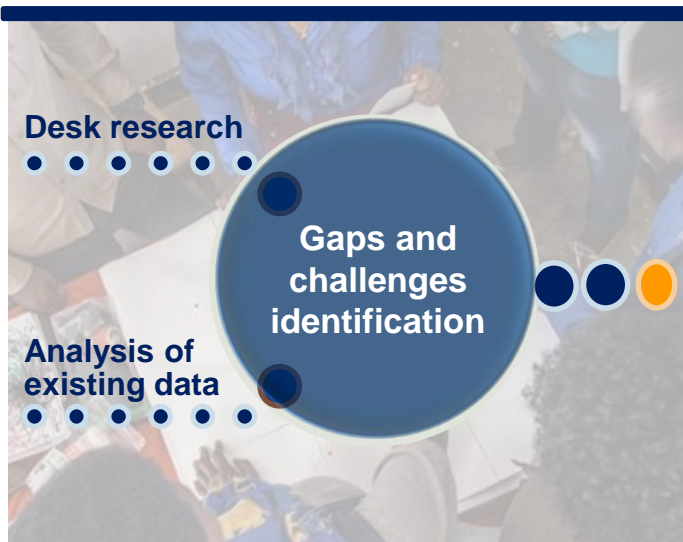 Desk research
Gaps and
challenges
identification
Analysis of
existing data